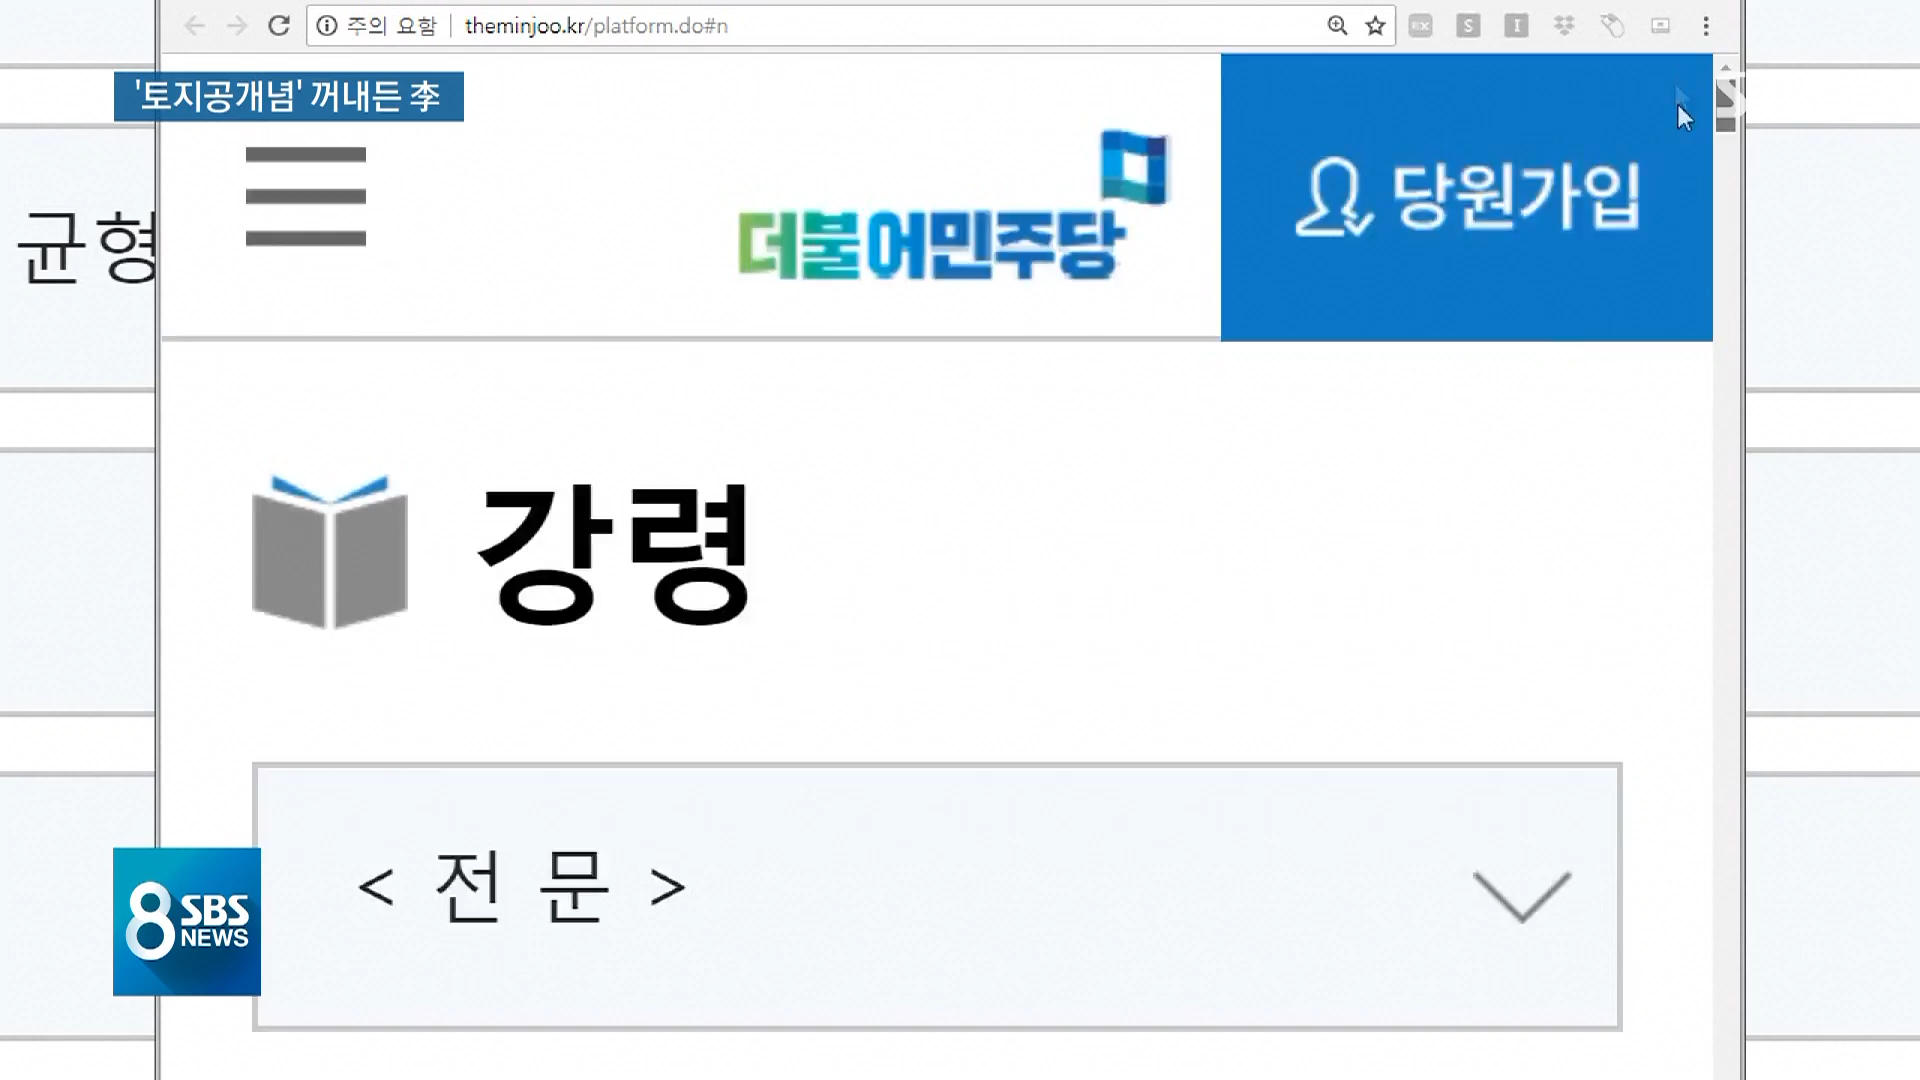 주의 요함 theminjoo.kr/platform.do#n
'토지공개념' 꺼내든 李
더불어민주당
당원가입
균형
강령
< 전 문 >
8 SBS NEWS